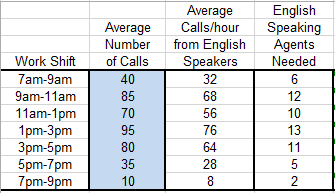 Average English
Average Calls/hour Speaking
Number from English Agents
Work Shift of Calls Speakers Needed
7am-9am 40 32 6
9am-11am 85 68 12
11am-1pm 70 56 10
1pm-3pm 95 76 13
3pm-5pm 80 64 11
5pm-7pm 35 28 5
7pm-9pm 10 8 2